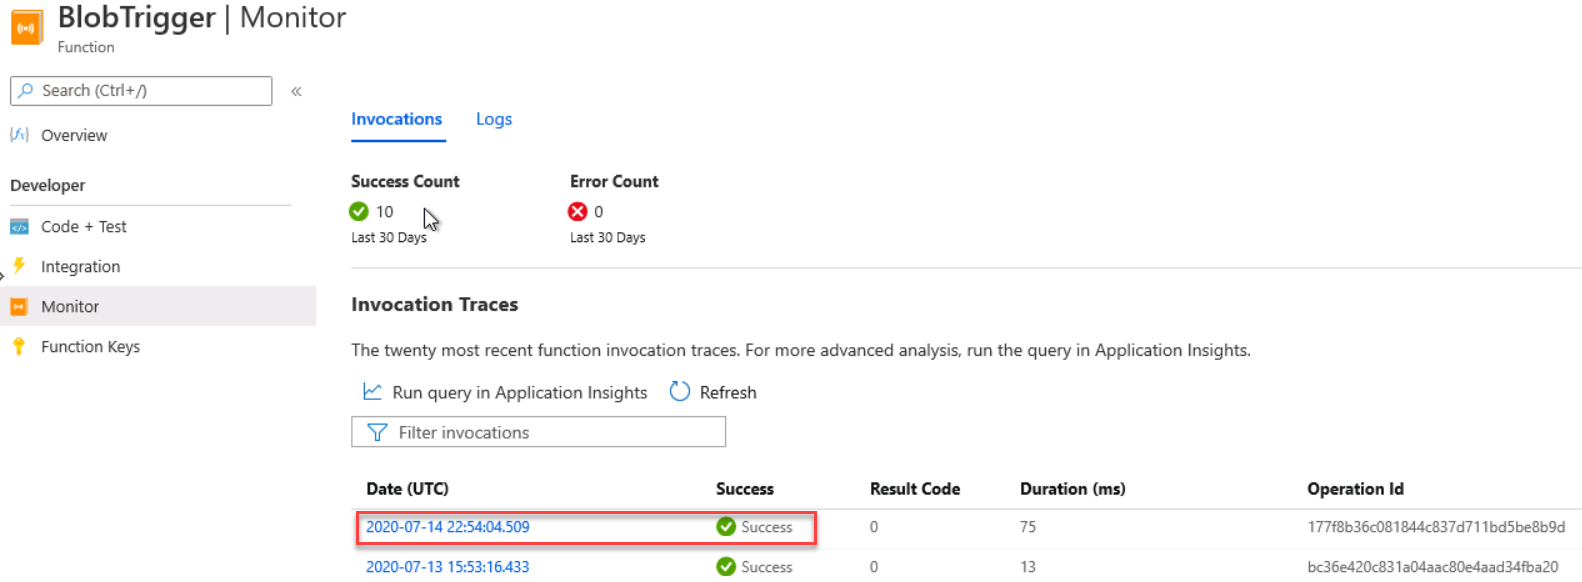 BlobTrigger | Monitor
Function
Search (Ctrl+/)
«
Overview
Developer
Code + Test
Integration
Monitor
Function Keys
Invocations Logs
Success Count Error Count
10 0
Last 30 Days Last 30 Days
Invocation Traces
The twenty most recent function invocation traces. For more advanced analysis, run the query in Application Insights.
Run query in Application Insights Refresh
Filter invocations
Date (UTC) Success Result Code Duration (ms) Operation Id
2020-07-14 22:54:04.509 Success 0 75 177f8b36c081844c837d711bd5be8b9d
2020-07-13 15:53:16.433 Success 0 13 bc36e420c831a04aac80e4aad34fba20